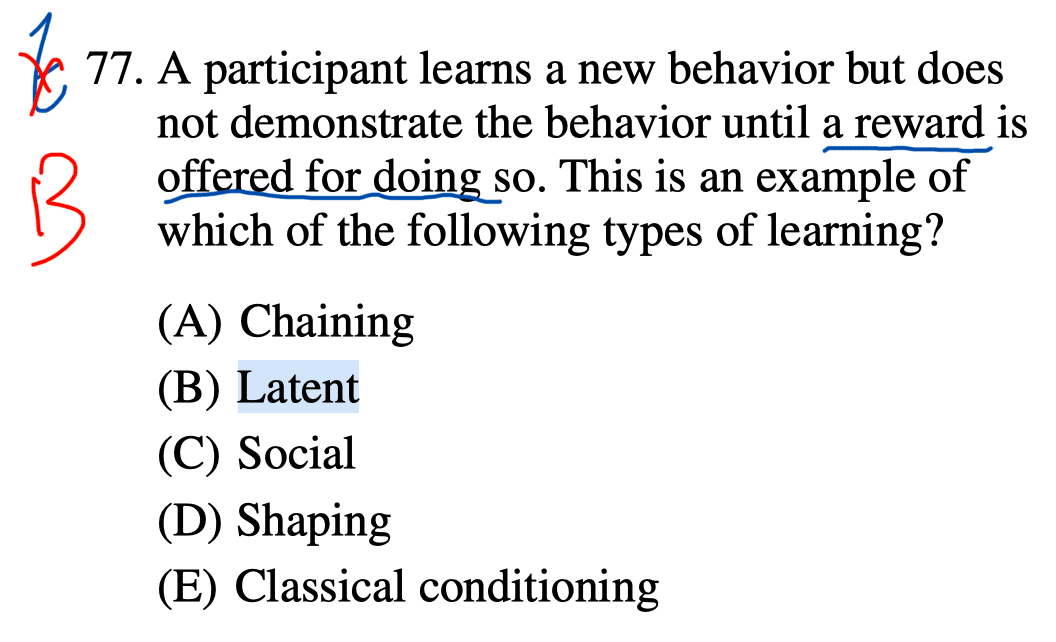 77. A participant learns a new behavior but does
not demonstrate the behavior until a reward is
offered for doing so. This is an example of
which of the following types of learning?
B
(A) Chaining
(B) Latent
(C) Social
(D) Shaping
(E) Classical conditioning